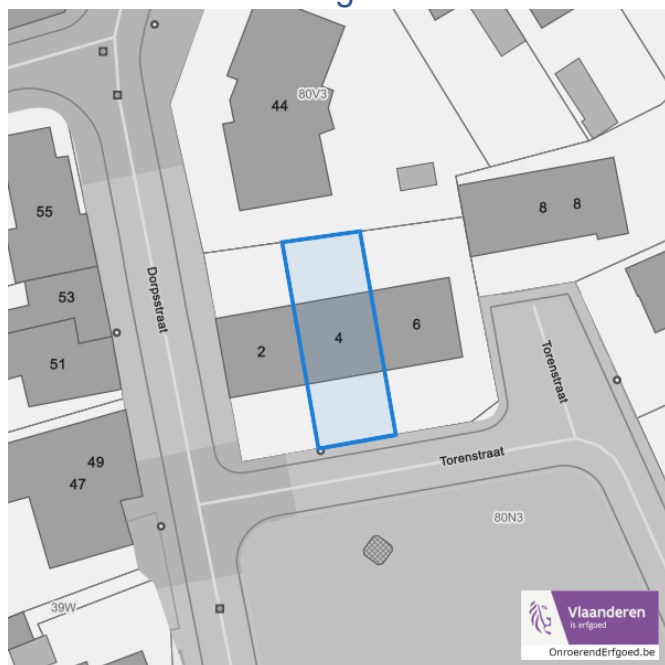 44
80V3
55
8
8
53
Dorpsstraat
4
6
2
51
Torenstraat
49
47
Torenstraat
80N3
39W
Vlaanderen
is erfgoed
OnroerendErfgoed.be